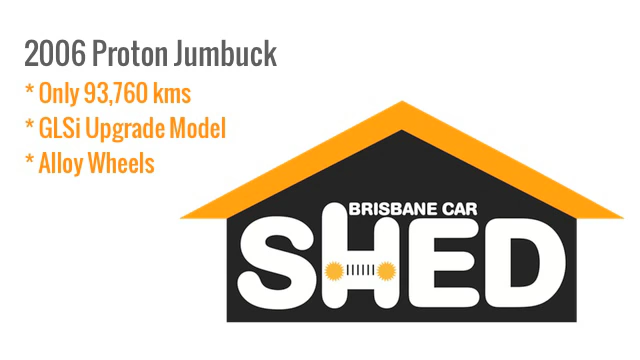 2006 Proton Jumbuck
* Only 93,760 kms
* GLSi Upgrade Model
* Alloy Wheels
BRISBANE CAR
SHED